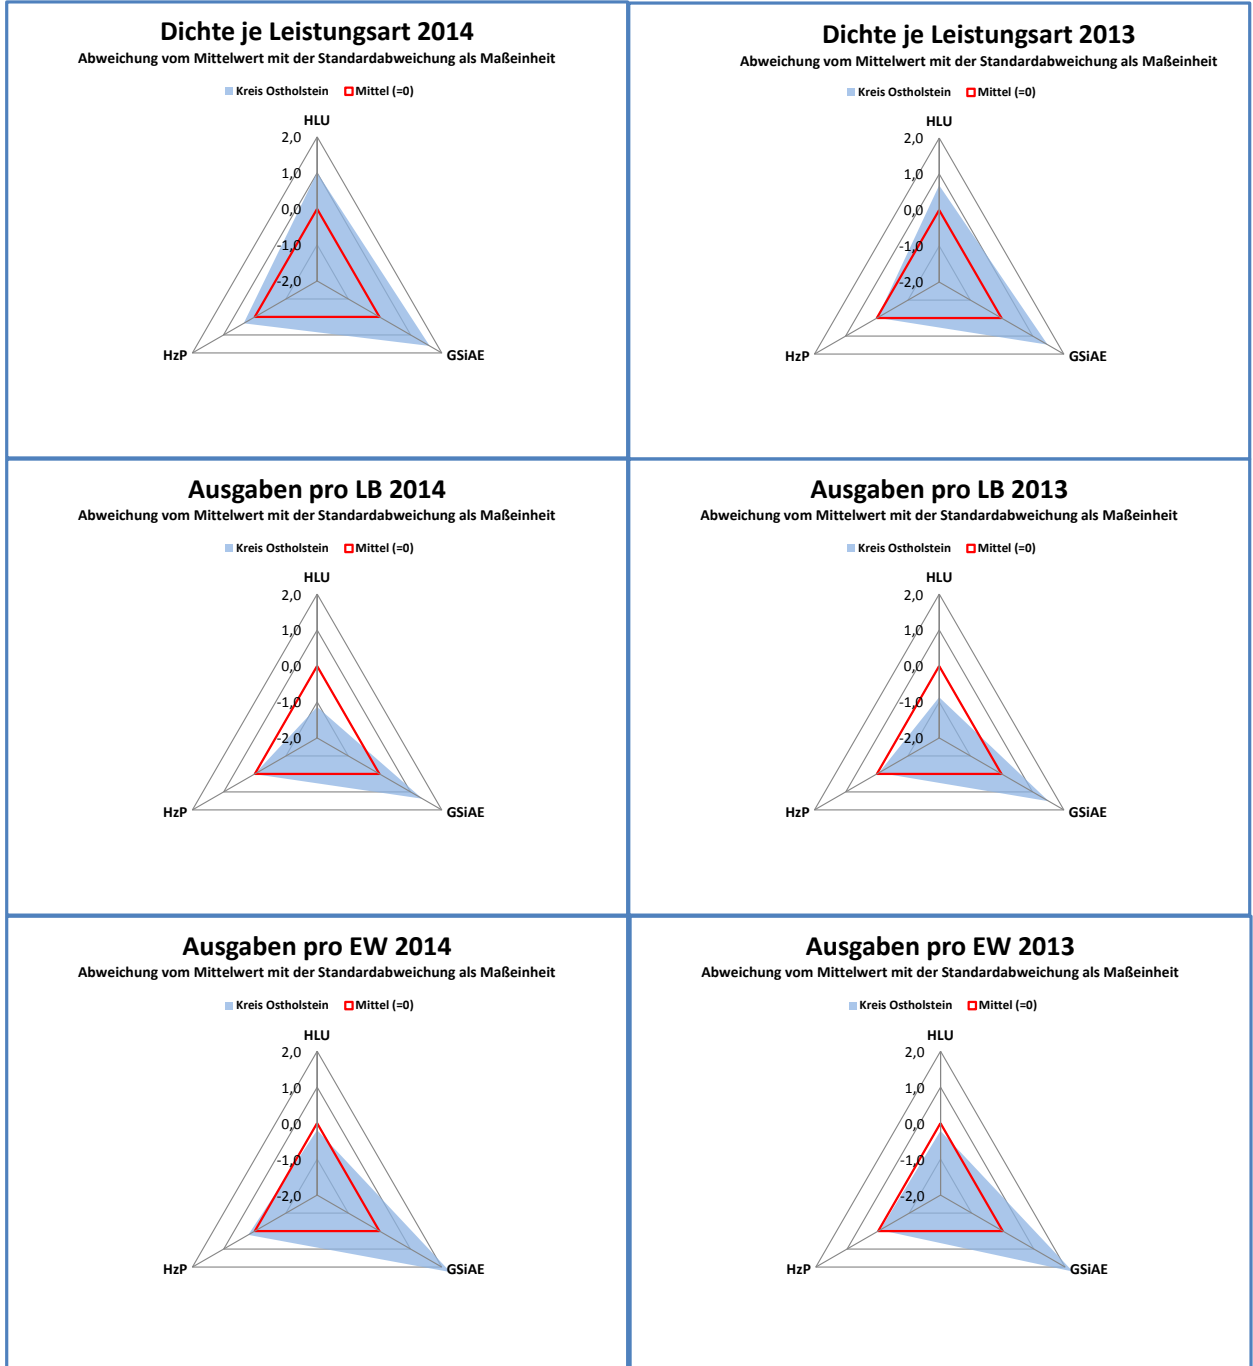 Dichte je Leistungsart 2014
Abweichung vom Mittelwert mit der Standardabweichung als Maßeinheit
Kreis Ostholstein Mittel (=0)
HLU
2,0
1,0
0,0
-1,0
-2,0
HzP GSiAE
Dichte je Leistungsart 2013
Abweichung vom Mittelwert mit der Standardabweichung als Maßeinheit
Kreis Ostholstein Mittel (=0)
HLU
2,0
1,0
0,0
-1,0
-2,0
HzP GSiAE
Ausgaben pro LB 2014
Abweichung vom Mittelwert mit der Standardabweichung als Maßeinheit
Kreis Ostholstein Mittel (=0)
HLU
2,0
1,0
0,0
-1,0
-2,0
HzP GSiAE
Ausgaben pro LB 2013
Abweichung vom Mittelwert mit der Standardabweichung als Maßeinheit
Kreis Ostholstein Mittel (=0)
HLU
2,0
1,0
0,0
-1,0
-2,0
HzP GSiAE
Ausgaben pro EW 2014
Abweichung vom Mittelwert mit der Standardabweichung als Maßeinheit
Kreis Ostholstein Mittel (=0)
HLU
2,0
1,0
0,0
-1,0
-2,0
HzP GSiAE
Ausgaben pro EW 2013
Abweichung vom Mittelwert mit der Standardabweichung als Maßeinheit
Kreis Ostholstein Mittel (=0)
HLU
2,0
1,0
0,0
-1,0
-2,0
HzP GSiAE